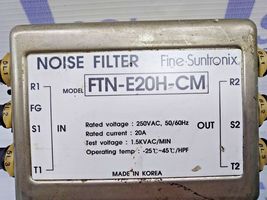 NOISE FILTER Fine-Suntronix
MODEL FTN-E20H-CM
R1 R2
FG
Rated voltage : 250VAC, 50/60Hz
S1 IN Rated current : 20A OUT S2
Test voltage : 1.5KVAC/MIN
Operating temp : -25℃~45℃/HPF
T1 T2
MADE IN KOREA